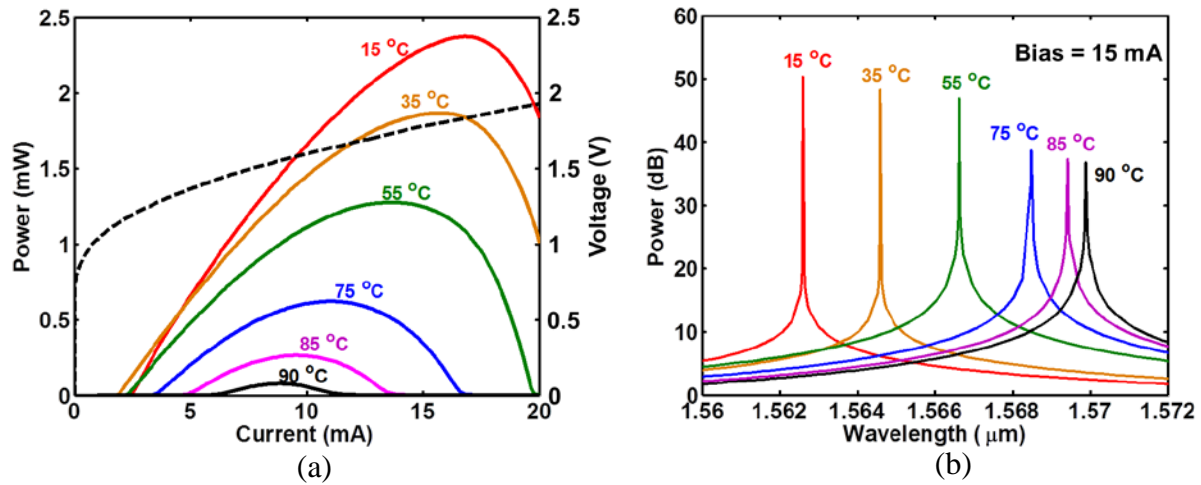 2.5
2
1.5
1
0.5
0
Power (mW)
2.5
2
1.5
1
0.5
0
Voltage (V)
15 °C
35 °C
55 °C
75 °C
85 °C
90 °C
0 5 10 15 20
Current (mA)
(a)
60
50
40
30
20
10
0
Power (dB)
Bias = 15 mA
15 °C
35 °C
55 °C
75 °C
85 °C
90 °C
1.56 1.562 1.564 1.566 1.568 1.57 1.572
Wavelength ( μm)
(b)